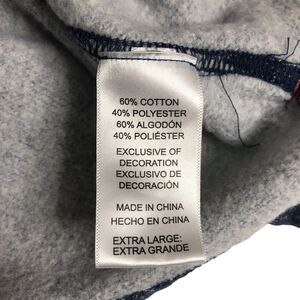 60% COTTON
40% POLYESTER
60% ALGODÓN
40% POLIÉSTER
EXCLUSIVE OF
DECORATION
EXCLUSIVO DE
DECORACIÓN
MADE IN CHINA
HECHO EN CHINA
EXTRA LARGE:
EXTRA GRANDE